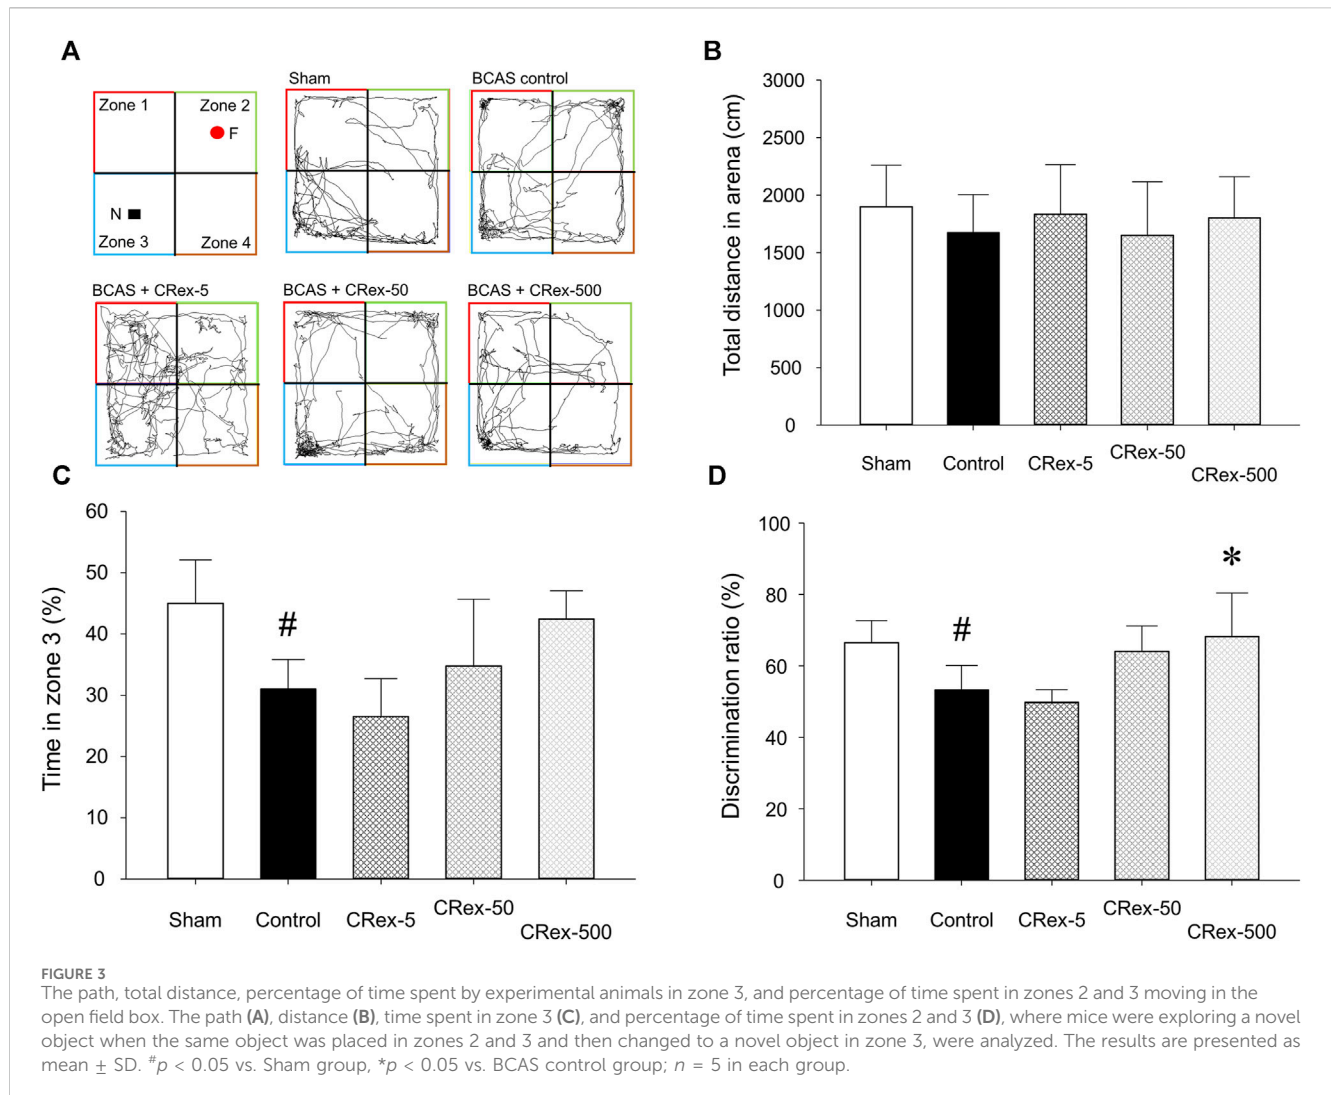 A
Zone 1
Zone 2
F
N
Zone 3
Zone 4
Sham
BCAS control
BCAS + CRex-5
BCAS + CRex-50
BCAS + CRex-500
B
Total distance in arena (cm)
3000
2500
2000
1500
1000
500
0
Sham
Control
CRex-5
CRex-50
CRex-500
C
Time in zone 3 (%)
60
50
40
30
20
10
0
#
Sham
Control
CRex-5
CRex-50
CRex-500
D
Discrimination ratio (%)
100
80
60
40
20
0
#
*
Sham
Control
CRex-5
CRex-50
CRex-500
FIGURE 3
The path, total distance, percentage of time spent by experimental animals in zone 3, and percentage of time spent in zones 2 and 3 moving in the
open field box. The path (A), distance (B), time spent in zone 3 (C), and percentage of time spent in zones 2 and 3 (D), where mice were exploring a novel
object when the same object was placed in zones 2 and 3 and then changed to a novel object in zone 3, were analyzed. The results are presented as
mean ± SD. #p < 0.05 vs. Sham group, *p < 0.05 vs. BCAS control group; n = 5 in each group.